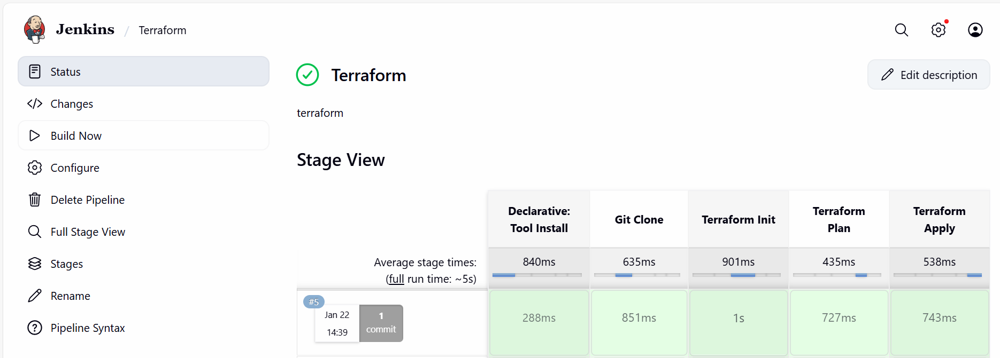 Jenkins / Terraform
Status
Changes
Build Now
Configure
Delete Pipeline
Full Stage View
Stages
Rename
Pipeline Syntax
Terraform
Edit description
terraform
Stage View
Declarative:
Tool Install
Git Clone
Terraform Init
Terraform
Plan
Terraform
Apply
Average stage times:
(full run time: ~5s)
840ms
635ms
901ms
435ms
538ms
#5
Jan 22
14:39
1
commit
288ms
851ms
1s
727ms
743ms